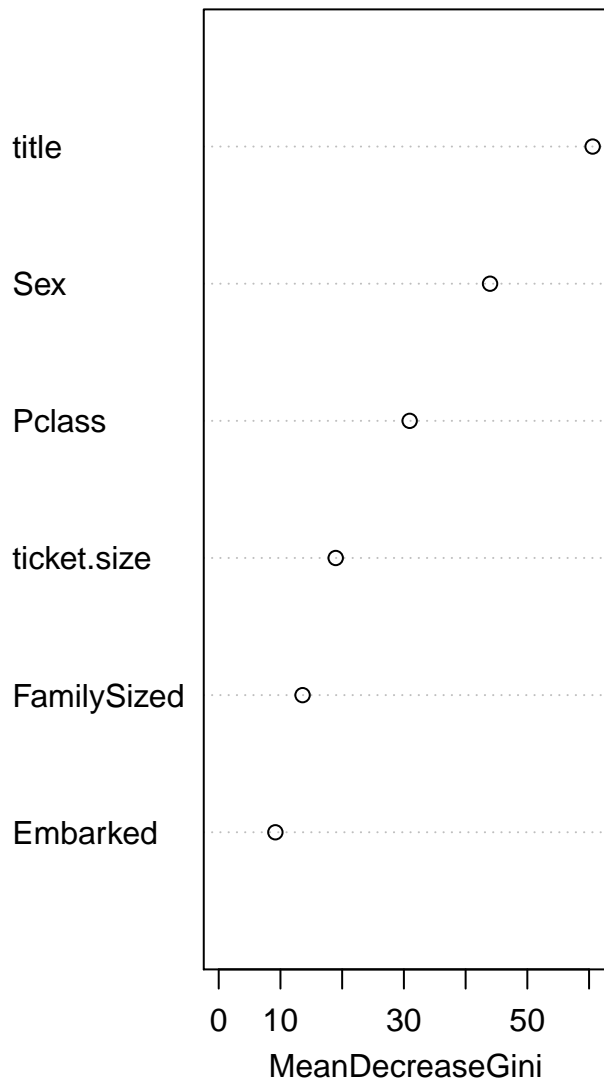 title
Sex
Pclass
ticket.size
FamilySized
Embarked
0 10 30 50
MeanDecreaseGini